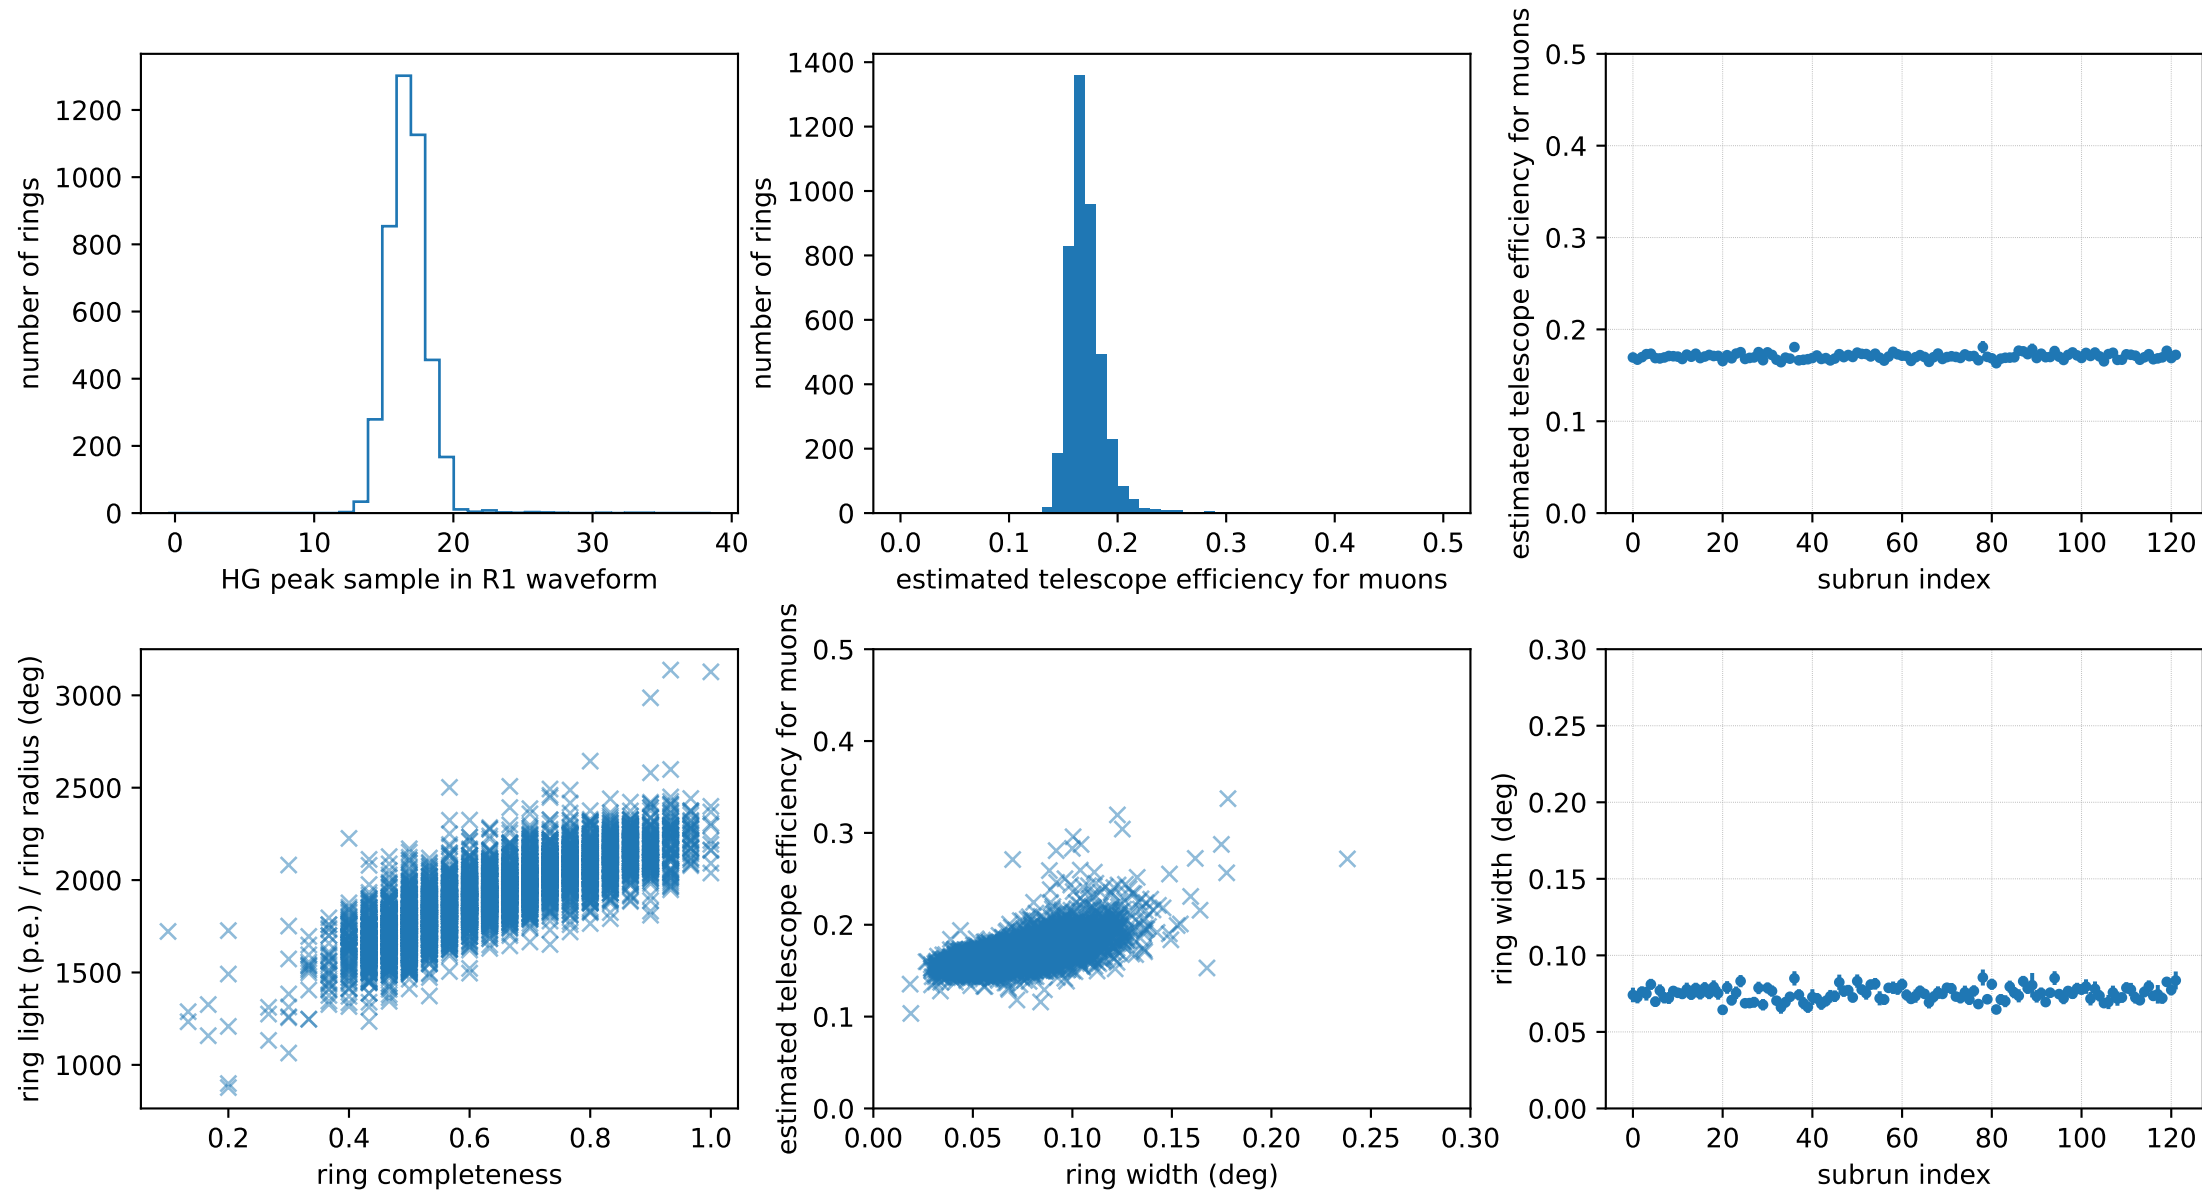 number of rings
1200
1000
800
600
400
200
0
0 10 20 30 40
HG peak sample in R1 waveform
number of rings
1400
1200
1000
800
600
400
200
0
0.0 0.1 0.2 0.3 0.4 0.5
estimated telescope efficiency for muons
estimated telescope efficiency for muons
0.5
0.4
0.3
0.2
0.1
0.0
0 20 40 60 80 100 120
subrun index
ring light (p.e.) / ring radius (deg)
3000
2500
2000
1500
1000
0.2 0.4 0.6 0.8 1.0
ring completeness
estimated telescope efficiency for muons
0.5
0.4
0.3
0.2
0.1
0.0
0.00 0.05 0.10 0.15 0.20 0.25 0.30
ring width (deg)
ring width (deg)
0.30
0.25
0.20
0.15
0.10
0.05
0.00
0 20 40 60 80 100 120
subrun index